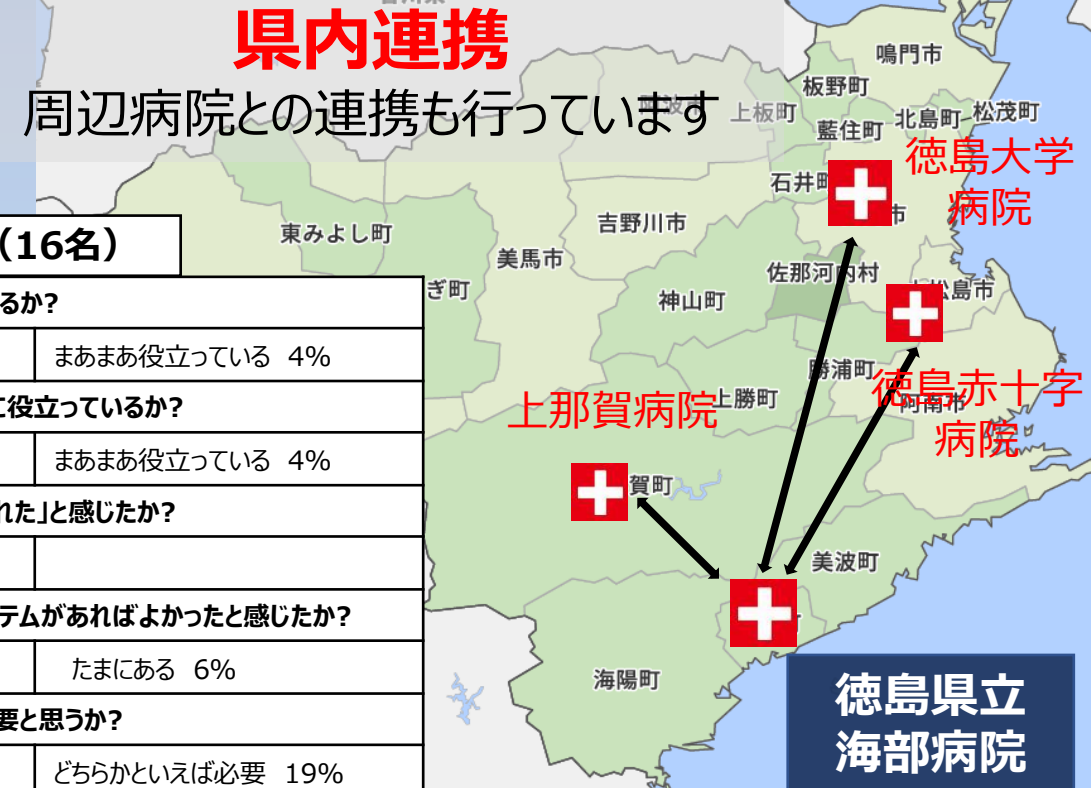 県内連携
周辺病院との連携も行っています
鳴門市
板野町
上板町
北島町
松茂町
藍住町
徳島大学
病院
石井町
市
(16名)
東みよし町
吉野川市
美馬市
佐那河内村
ぎ町
神山町
松島市
るか?
まあまあ役立っている 4%
勝浦町
徳島赤十字
病院
上那賀病院
上勝町
阿南市
に役立っているか?
まあまあ役立っている 4%
賀町
れた」と感じたか?
美波町
テムがあればよかったと感じたか?
たまにある 6%
海陽町
徳島県立
海部病院
要と思うか?
どちらかといえば必要 19%